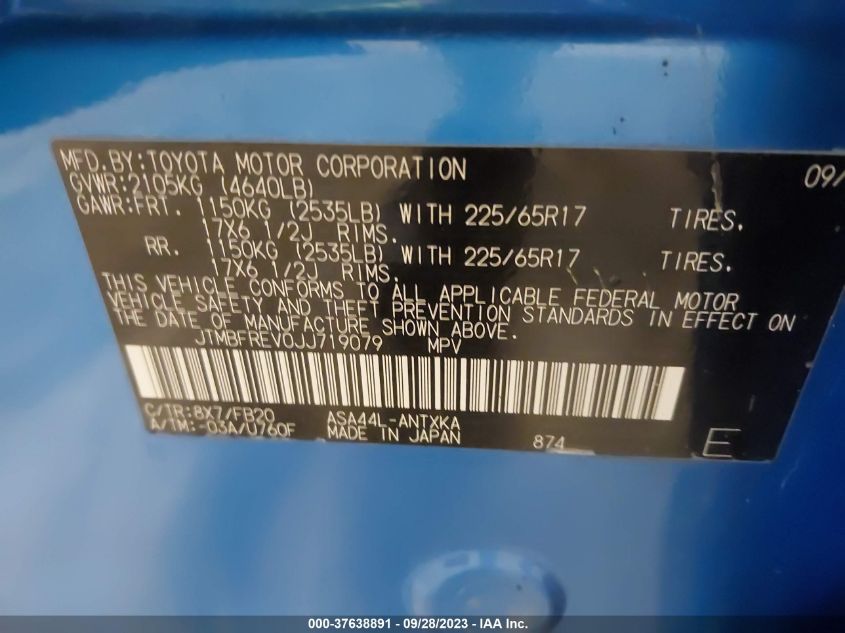 MFD.BY:TOYOTA MOTOR CORPORATION 09/
GVWR:2105KG (4640LB)
GAWR:FRT. 1150KG (2535LB) WITH 225/65R17 TIRES.
17X6 1/2J RIMS.
RR. 1150KG (2535LB) WITH 225/65R17 TIRES.
17X6 1/2J RIMS.
THIS VEHICLE CONFORMS TO ALL APPLICABLE FEDERAL MOTOR
VEHICLE SAFETY AND THEFT PREVENTION STANDARDS IN EFFECT ON
THE DATE OF MANUFACTURE SHOWN ABOVE.
JTMBFREV0JJ719079 MPV
C/TR:8X7/FB20 ASA44L-ANTXKA
A/TM:-03A/U760F MADE IN JAPAN 874 E
000-37638891 - 09/28/2023 - IAA Inc.